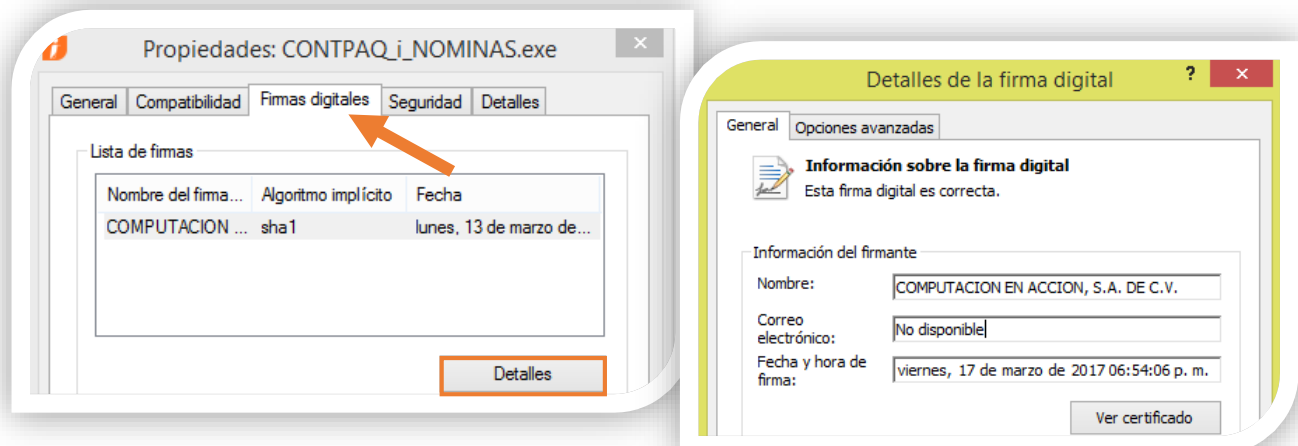 Propiedades: CONTPAQ_i_NOMINAS.exe
General Compatibilidad Firmas digitales Seguridad Detalles
Lista de firmas
Nombre del firma... Algoritmo implícito Fecha
COMPUTACION ... sha1 lunes, 13 de marzo de...
Detalles
Detalles de la firma digital
General Opciones avanzadas
Información sobre la firma digital
Esta firma digital es correcta.
Información del firmante
Nombre: COMPUTACION EN ACCION, S.A. DE C.V.
Correo
electrónico: No disponible
Fecha y hora de
firma: viernes, 17 de marzo de 2017 06:54:06 p. m.
Ver certificado